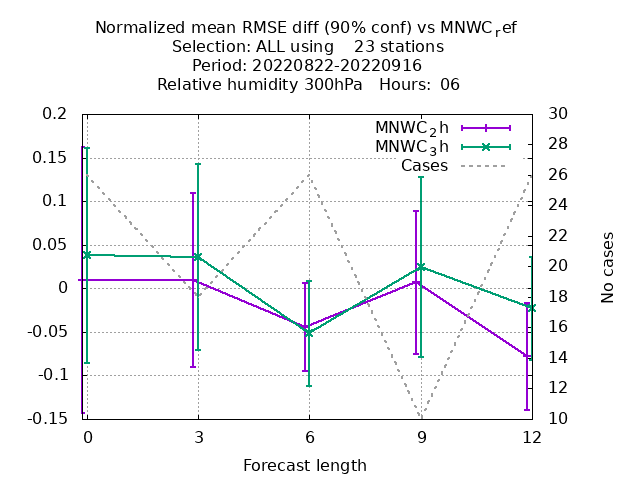 Normalized mean RMSE diff (90% conf) vs MNWC_ref
Selection: ALL using 23 stations
Period: 20220822-20220916
Relative humidity 300hPa Hours: 06
0.2
0.15
0.1
0.05
0
-0.05
-0.1
-0.15
30
28
26
24
22
20
18
16
14
12
10
MNWC_2h
MNWC_3h
Cases
No cases
0 3 6 9 12
Forecast length